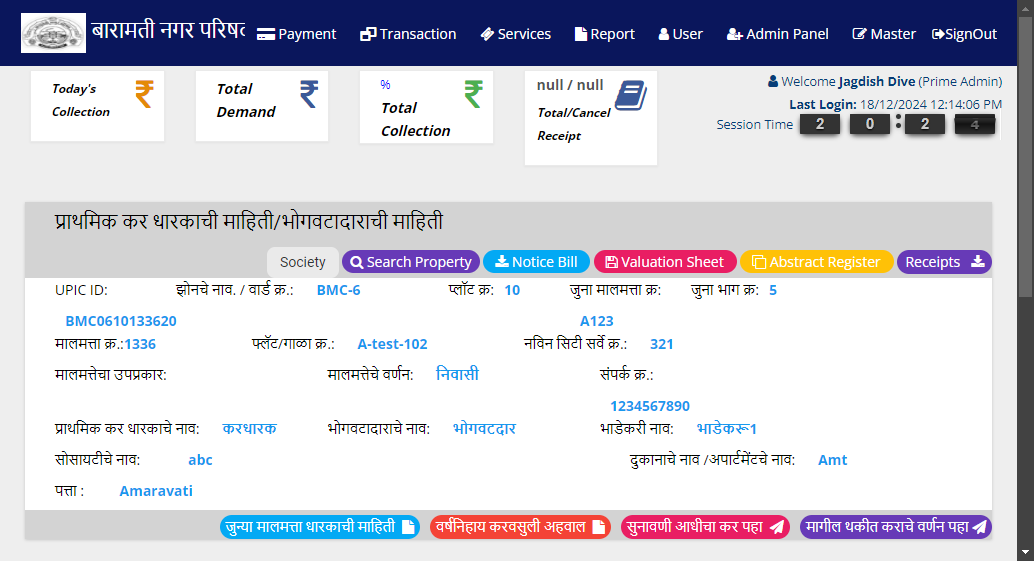 बारामती नगर परिषद
Payment Transaction Services Report User Admin Panel Master SignOut
Today's Collection
Total Demand
%
Total Collection
null / null
Total/Cancel Receipt
Welcome Jagdish Dive (Prime Admin)
Last Login: 18/12/2024 12:14:06 PM
Session Time 2 0 : 2 4
प्राथमिक कर धारकाची माहिती/भोगवटादाराची माहिती
Society Search Property Notice Bill Valuation Sheet Abstract Register Receipts
UPIC ID: झोनचे नाव. / वार्ड क्र.: BMC-6 प्लॉट क्र: 10 जुना मालमत्ता क्र: जुना भाग क्र: 5
BMC0610133620 A123
मालमत्ता क्र.:1336 फ्लॅट/गाळा क्र.: A-test-102 नविन सिटी सर्वे क्र.: 321
मालमत्तेचा उपप्रकार: मालमत्तेचे वर्णन: निवासी संपर्क क्र.:
1234567890
प्राथमिक कर धारकाचे नाव: करधारक भोगवटादाराचे नाव: भोगवटदार भाडेकरी नाव: भाडेकरू1
सोसायटीचे नाव: abc दुकानाचे नाव /अपार्टमेंटचे नाव: Amt
पत्ता : Amaravati
जुन्या मालमत्ता धारकाची माहिती वर्षनिहाय करवसुली अहवाल सुनावणी आधीचा कर पहा मागील थकीत कराचे वर्णन पहा